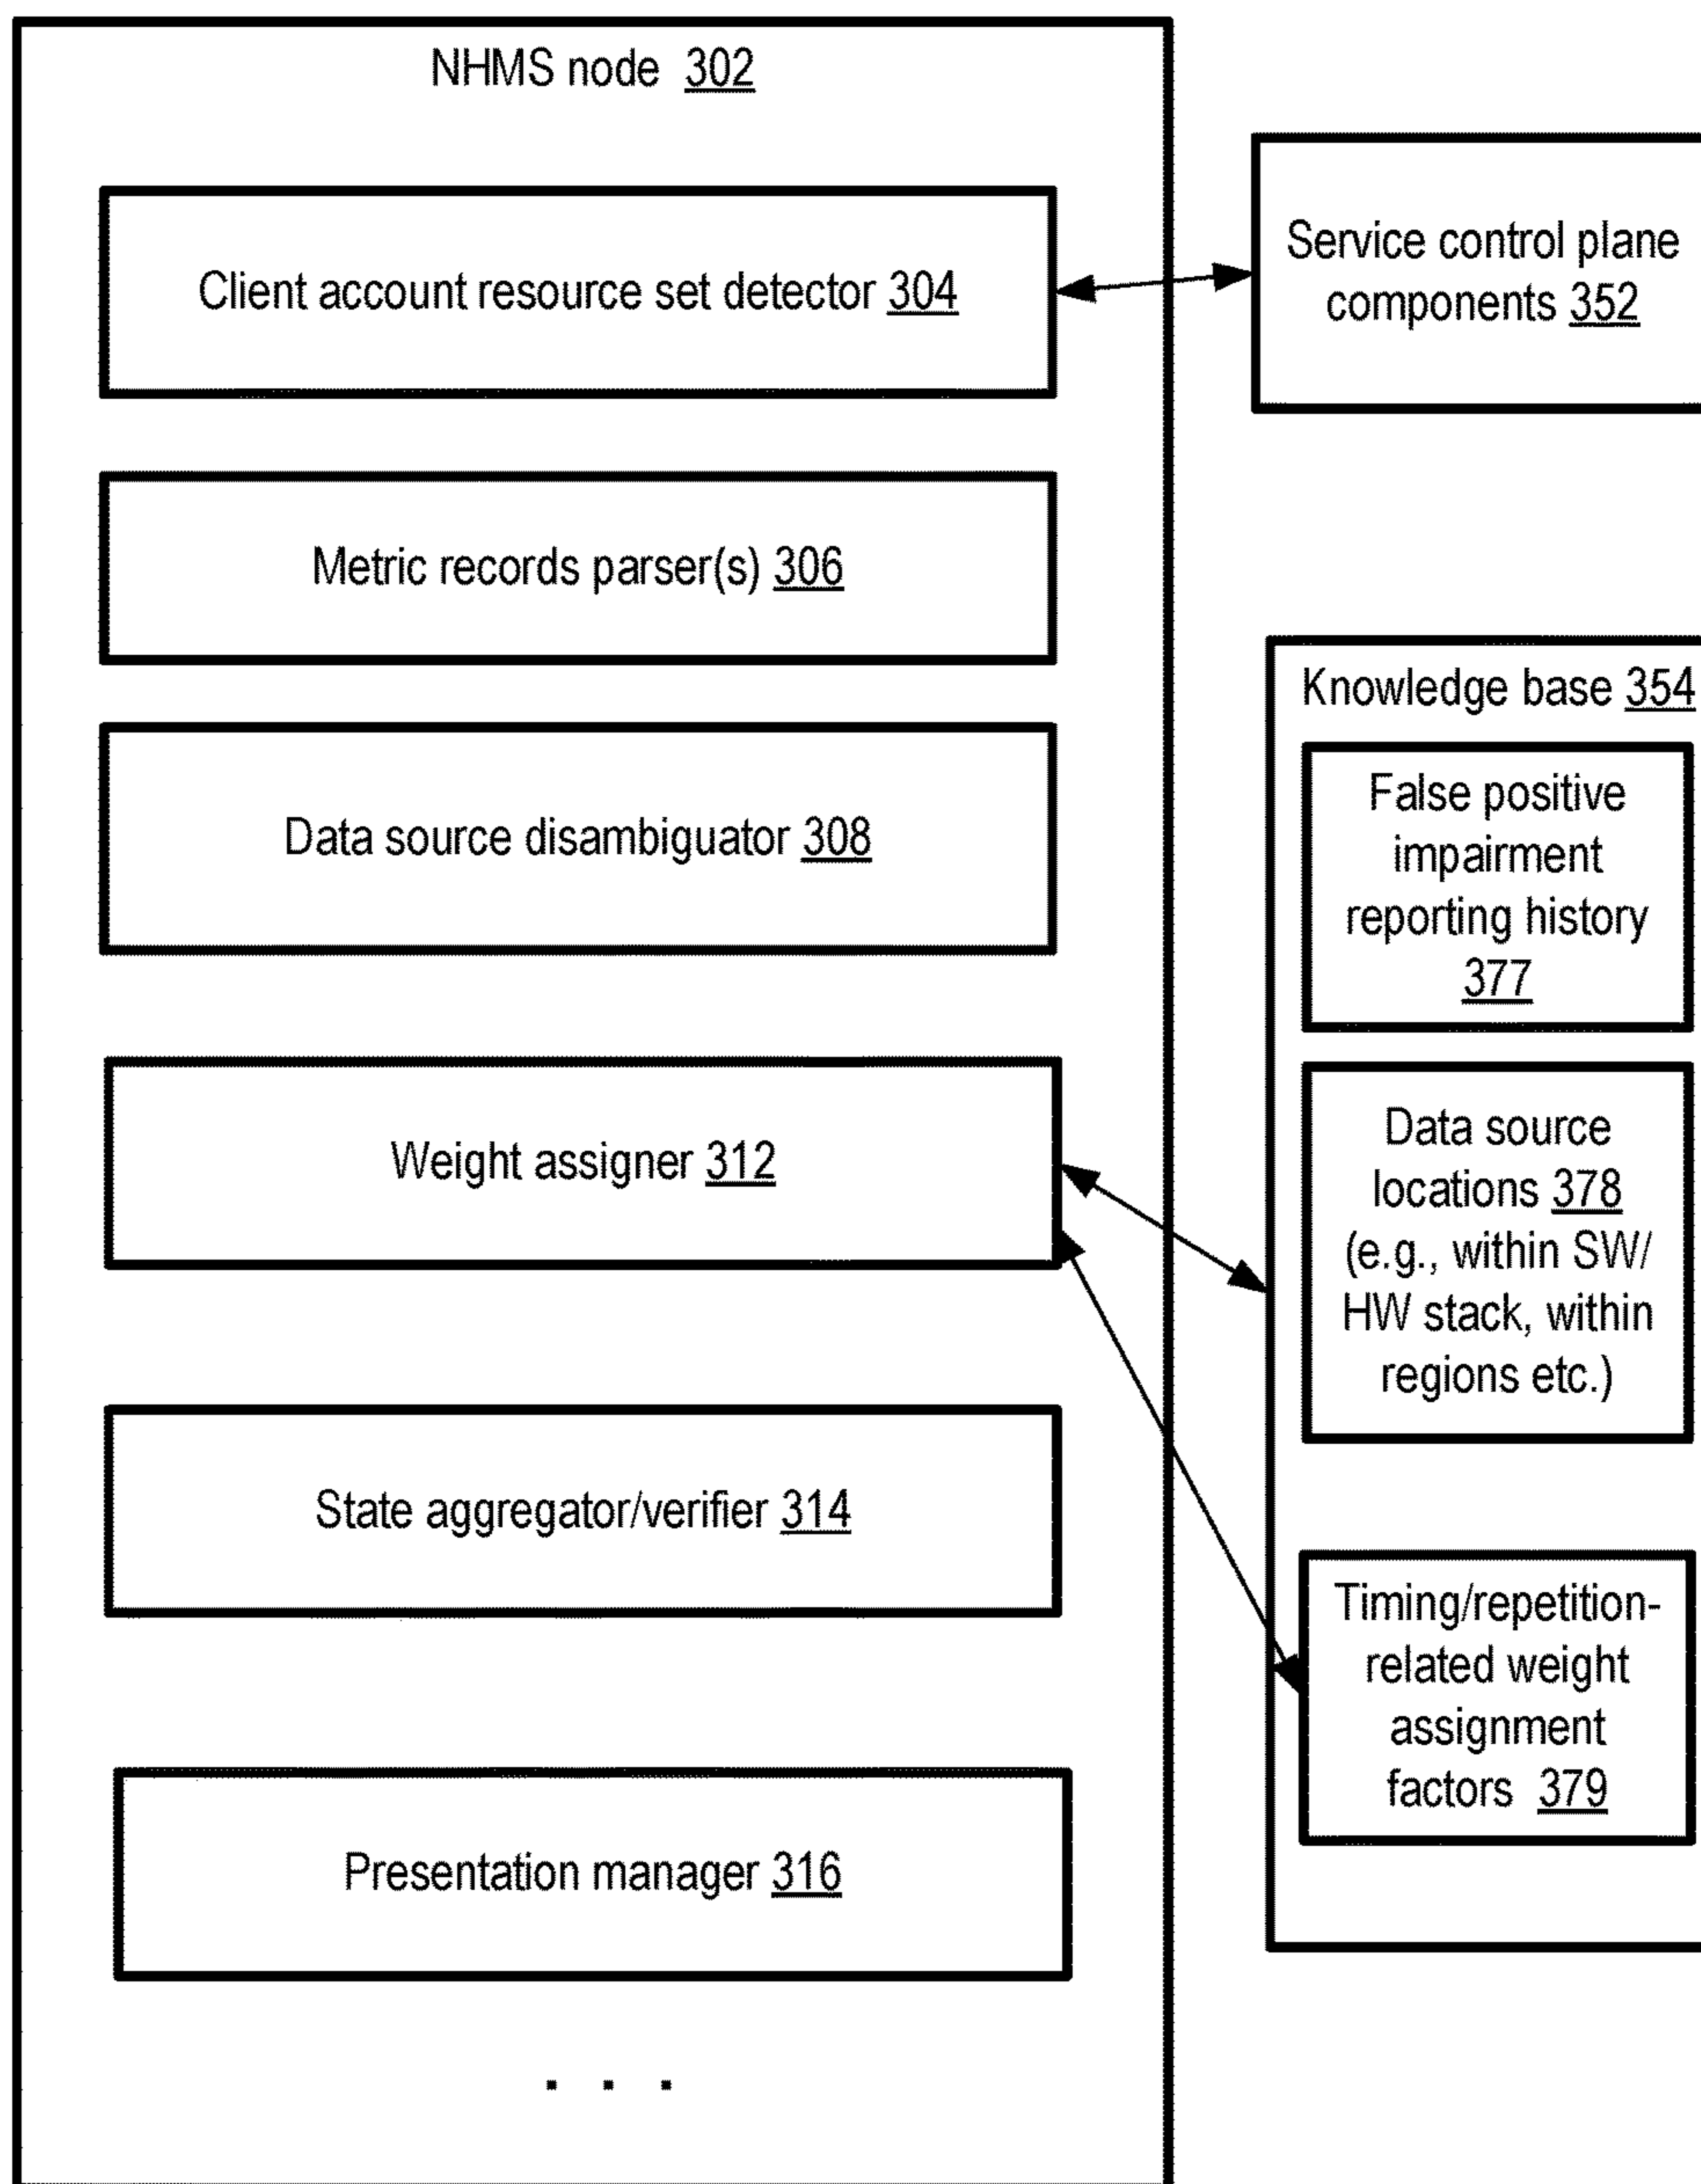 NHMS node 302
Client account resource set detector 304
Service control plane
components 352
Metric records parser(s) 306
Data source disambiguator 308
Weight assigner 312
State aggregator/verifier 314
Presentation manager 316
. . .
Knowledge base 354
False positive
impairment
reporting history
377
Data source
locations 378
(e.g., within SW/
HW stack, within
regions etc.)
Timing/repetition-
related weight
assignment
factors 379